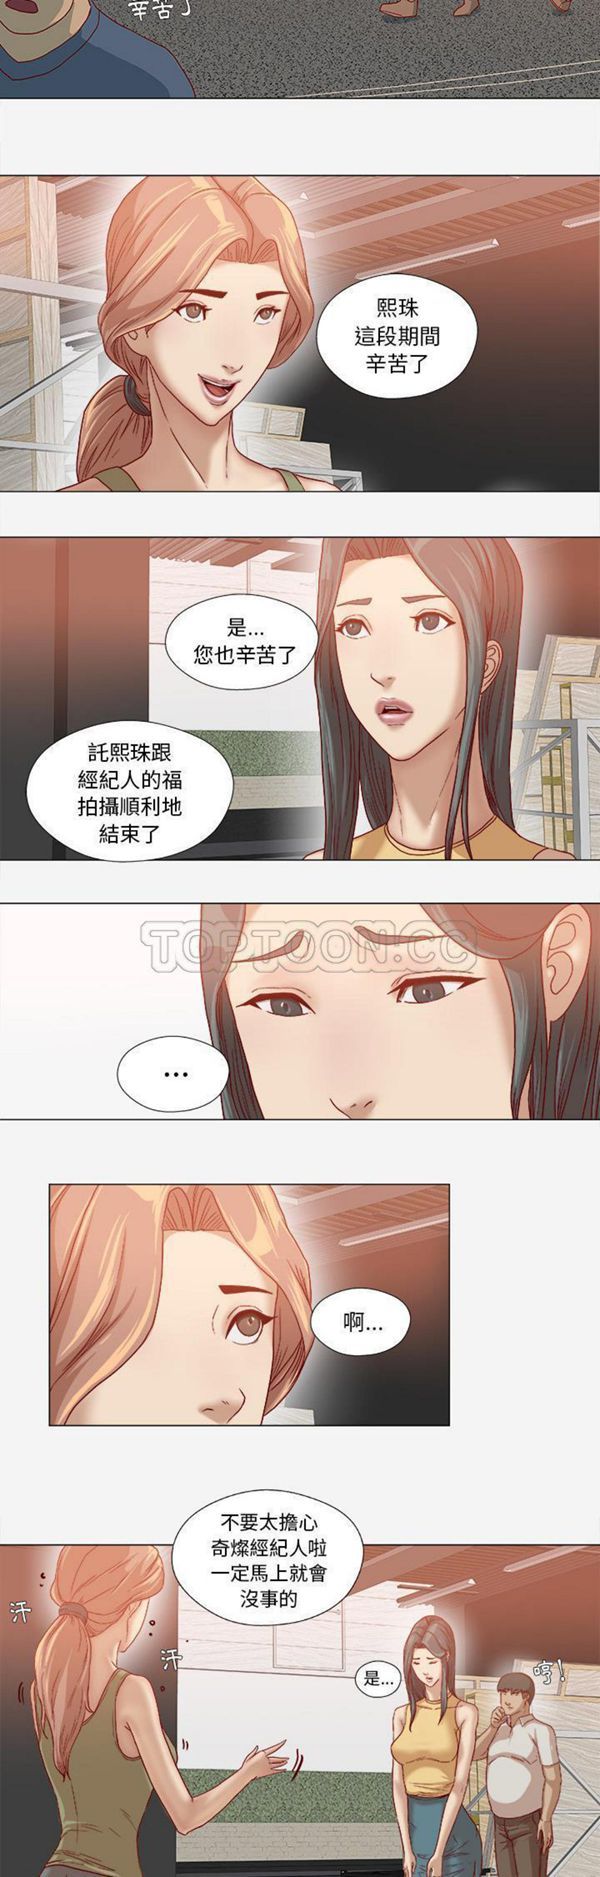 辛苦了
熙珠
這段期間
辛苦了
是...
您也辛苦了
託熙珠跟
經紀人的福
拍攝順利地
結束了
TOPTOON.CC
...
啊...
不要太擔心
奇燦經紀人啦
一定馬上就會
沒事的
汗
汗
是...
哼!